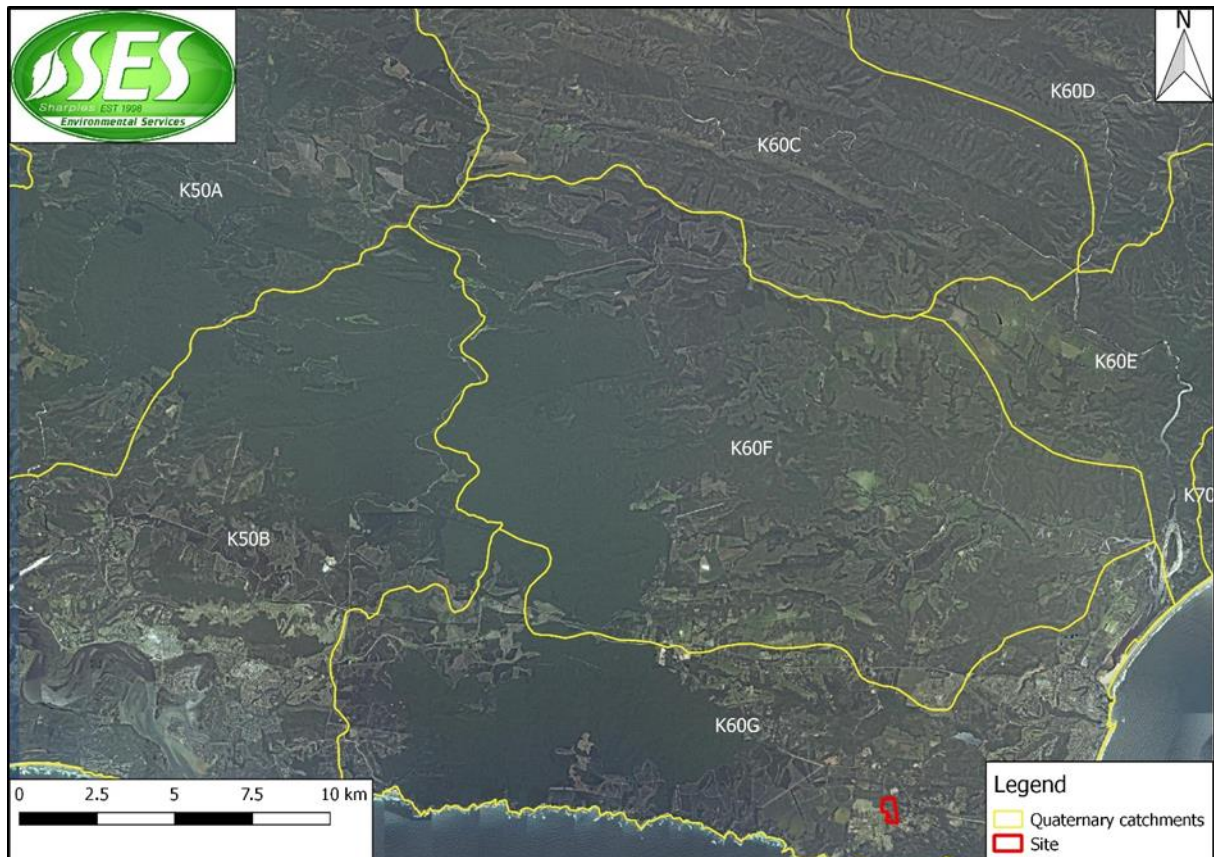 SES
Sharples EST 1998
Environmental Services
N
K60D
K60C
K50A
K60E
K60F
K70
K50B
K60G
0 2.5 5 7.5 10 km
Legend
Quaternary catchments
Site